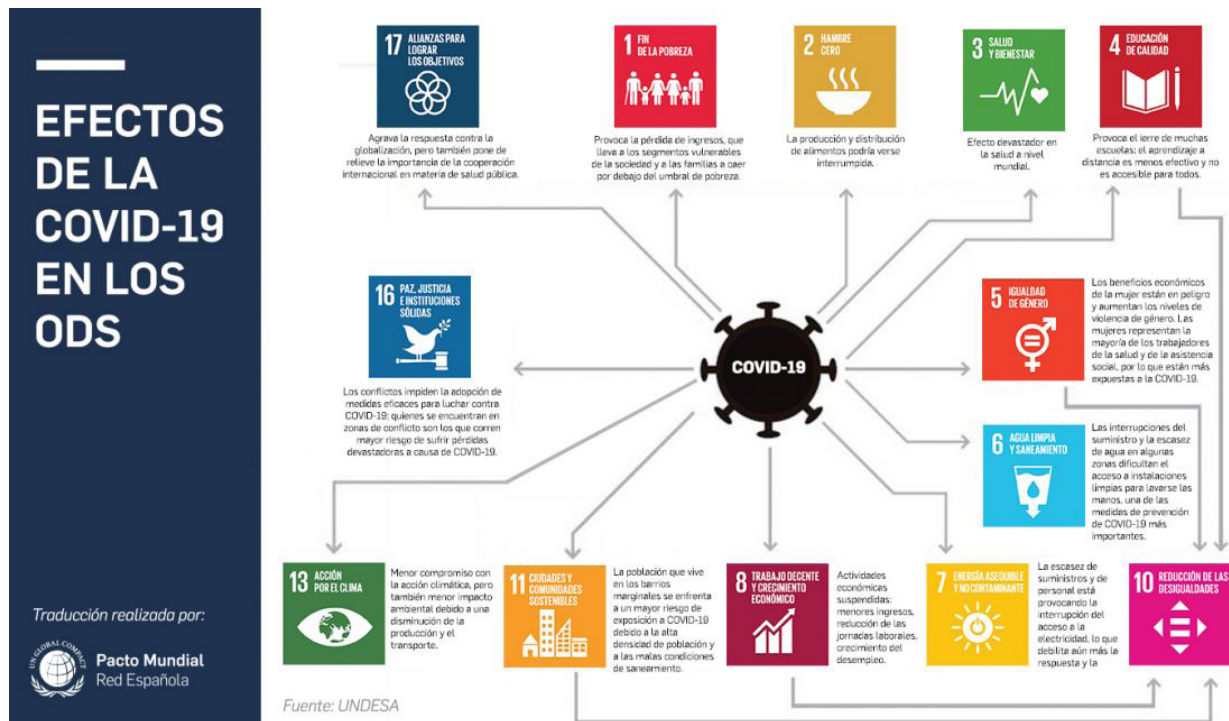 EFECTOS
DE LA
COVID-19
EN LOS
ODS
Traducción realizada por:
UN GLOBAL COMPACT
Pacto Mundial
Red Española
17 ALIANZAS PARA
LOGRAR
LOS OBJETIVOS
Agrava la respuesta contra la
globalización, pero también pone de
relieve la importancia de la cooperación
internacional en materia de salud pública.
1 FIN
DE LA POBREZA
Provoca la pérdida de ingresos, que
lleva a los segmentos vulnerables
de la sociedad y a las familias a caer
por debajo del umbral de pobreza.
2 HAMBRE
CERO
La producción y distribución
de alimentos podría verse
interrumpida.
3 SALUD
Y BIENESTAR
Efecto devastador en
la salud a nivel
mundial.
4 EDUCACIÓN
DE CALIDAD
Provoca el ierre de muchas
escuelas: el aprendizaje a
distancia es menos efectivo y no
es accesible para todos.
16 PAZ, JUSTICIA
E INSTITUCIONES
SÓLIDAS
Los conflictos impiden la adopción de
medidas eficaces para luchar contra
COVID-19; quienes se encuentran en
zonas de conflicto son los que corren
mayor riesgo de sufrir pérdidas
devastadoras a causa de COVID-19.
COVID-19
5 IGUALDAD
DE GÉNERO
Los beneficios económicos
de la mujer están en peligro
y aumentan los niveles de
violencia de género. Las
mujeres representan la
mayoría de los trabajadores
de la salud y de la asistencia
social, por lo que están más
expuestas a la COVID-19.
6 AGUA LIMPIA
Y SANEAMIENTO
Las interrupciones del
suministro y la escasez
de agua en algunas
zonas dificultan el
acceso a instalaciones
limpias para lavarse las
manos, una de las
medidas de prevención
de COVID-19 más
importantes.
13 ACCIÓN
POR EL CLIMA
Menor compromiso con
la acción climática, pero
también menor impacto
ambiental debido a una
disminución de la
producción y el
transporte.
11 CIUDADES Y
COMUNIDADES
SOSTENIBLES
La población que vive
en los barrios
marginales se enfrenta
a un mayor riesgo de
exposición a COVID-19
debido a la alta
densidad de población y
a las malas condiciones
de saneamiento.
8 TRABAJO DECENTE
Y CRECIMIENTO
ECONÓMICO
Actividades
económicas
suspendidas:
menores ingresos,
reducción de las
jornadas laborales,
crecimiento del
desempleo.
7 ENERGÍA ASEQUIBLE
Y NO CONTAMINANTE
La escasez de
suministros y de
personal está
provocando la
interrupción del
acceso a la
electricidad, lo que
debilita aún más la
respuesta y la
10 REDUCCIÓN DE LAS
DESIGUALDADES
Fuente: UNDESA